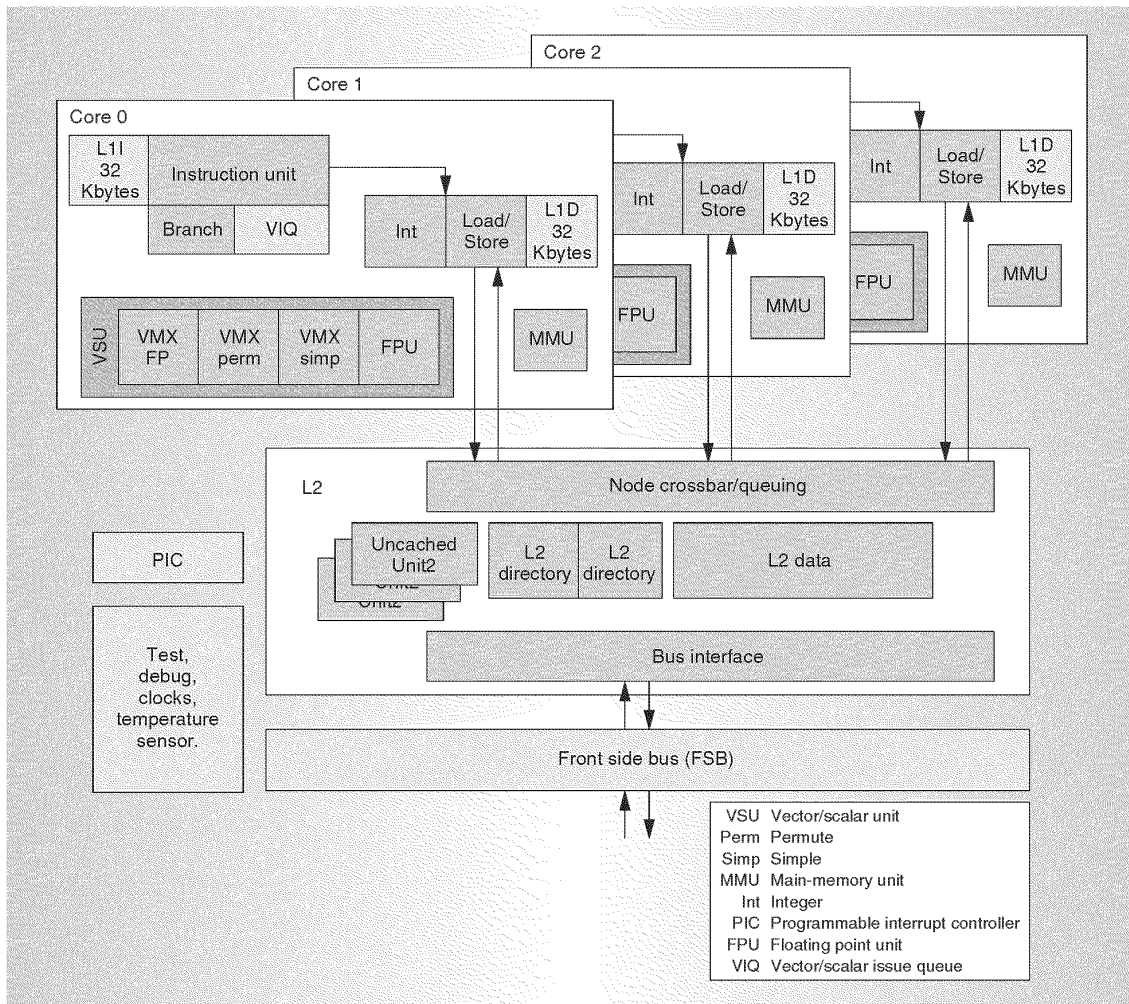 Core 2
Core 1
Core 0
L1I
32
Kbytes
Instruction unit
Branch
VIQ
Int
Load/
Store
L1D
32
Kbytes
VSU
VMX
FP
VMX
perm
VMX
simp
FPU
MMU
Int
Load/
Store
L1D
32
Kbytes
FPU
MMU
Int
Load/
Store
L1D
32
Kbytes
FPU
MMU
L2
Node crossbar/queuing
Uncached
Unit2
Unit2
Unit2
L2
directory
L2
directory
L2 data
Bus interface
PIC
Test,
debug,
clocks,
temperature
sensor.
Front side bus (FSB)
VSU Vector/scalar unit
Perm Permute
Simp Simple
MMU Main-memory unit
Int Integer
PIC Programmable interrupt controller
FPU Floating point unit
VIQ Vector/scalar issue queue